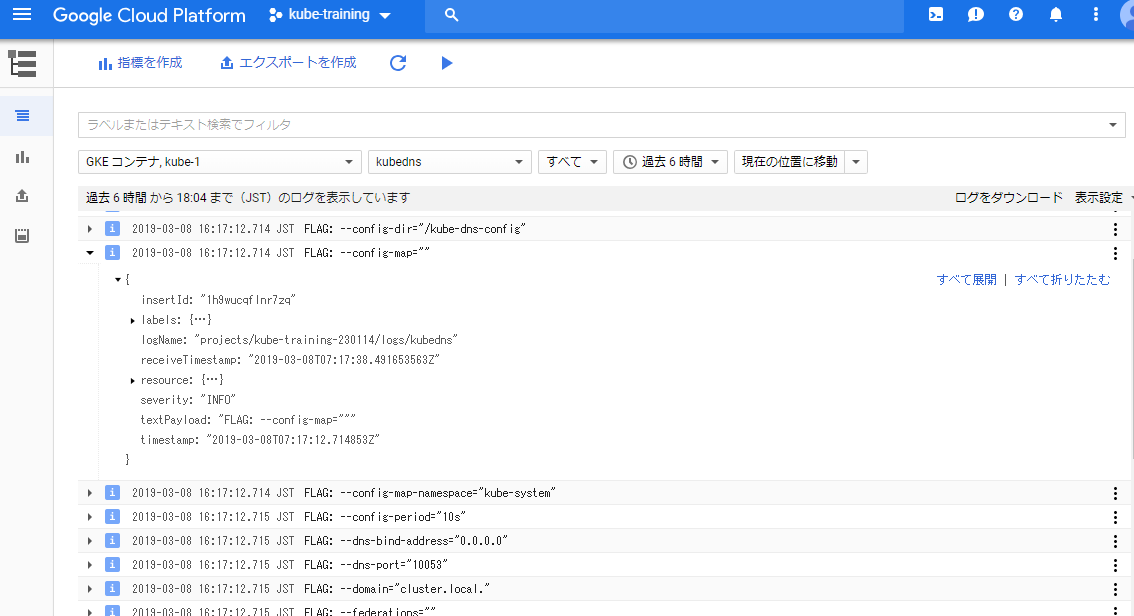 Google Cloud Platform kube-training
指標を作成 エクスポートを作成
ラベルまたはテキスト検索でフィルタ
GKE コンテナ, kube-1 kubedns すべて 過去 6 時間 現在の位置に移動
過去 6 時間 から 18:04 まで（JST）のログを表示しています ログをダウンロード 表示設定
i 2019-03-08 16:17:12.714 JST FLAG: --config-dir="/kube-dns-config"
i 2019-03-08 16:17:12.714 JST FLAG: --config-map=""
{ すべて展開 | すべて折りたたむ
insertId: "1h9wucqflnr7zq"
labels: {…}
logName: "projects/kube-training-230114/logs/kubedns"
receiveTimestamp: "2019-03-08T07:17:38.491653563Z"
resource: {…}
severity: "INFO"
textPayload: "FLAG: --config-map="""
timestamp: "2019-03-08T07:17:12.714853Z"
}
i 2019-03-08 16:17:12.714 JST FLAG: --config-map-namespace="kube-system"
i 2019-03-08 16:17:12.715 JST FLAG: --config-period="10s"
i 2019-03-08 16:17:12.715 JST FLAG: --dns-bind-address="0.0.0.0"
i 2019-03-08 16:17:12.715 JST FLAG: --dns-port="10053"
i 2019-03-08 16:17:12.715 JST FLAG: --domain="cluster.local."
i 2019-03-08 16:17:12.715 JST FLAG: --federations=""